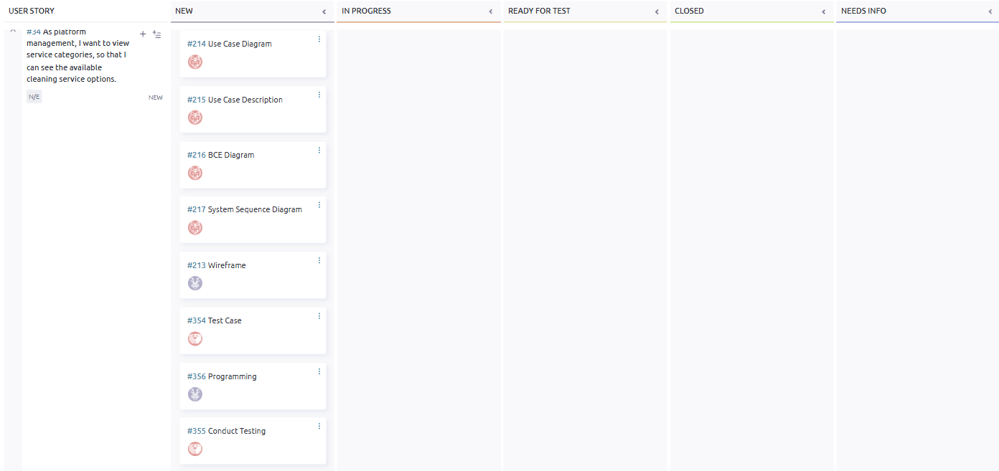 USER STORY
NEW
IN PROGRESS
READY FOR TEST
CLOSED
NEEDS INFO
#34 As platform
management, I want to view
service categories, so that I
can see the available
cleaning service options.
N/E
NEW
#214 Use Case Diagram
#215 Use Case Description
#216 BCE Diagram
#217 System Sequence Diagram
#213 Wireframe
#354 Test Case
#356 Programming
#355 Conduct Testing